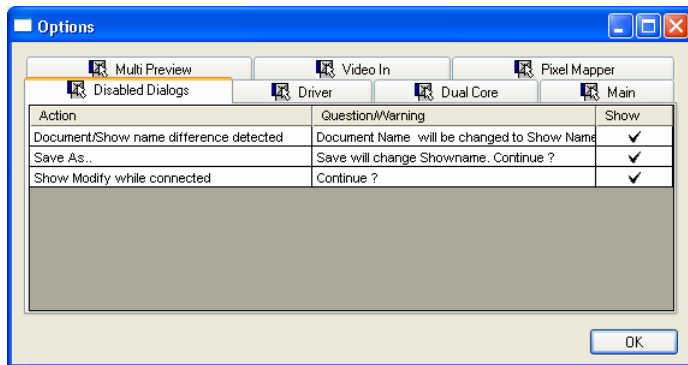 Options
Multi Preview Video In Pixel Mapper
Disabled Dialogs Driver Dual Core Main
Action Question/Warning Show
Document/Show name difference detected Document Name will be changed to Show Name
Save As.. Save will change Showname. Continue ?
Show Modify while connected Continue ?
OK